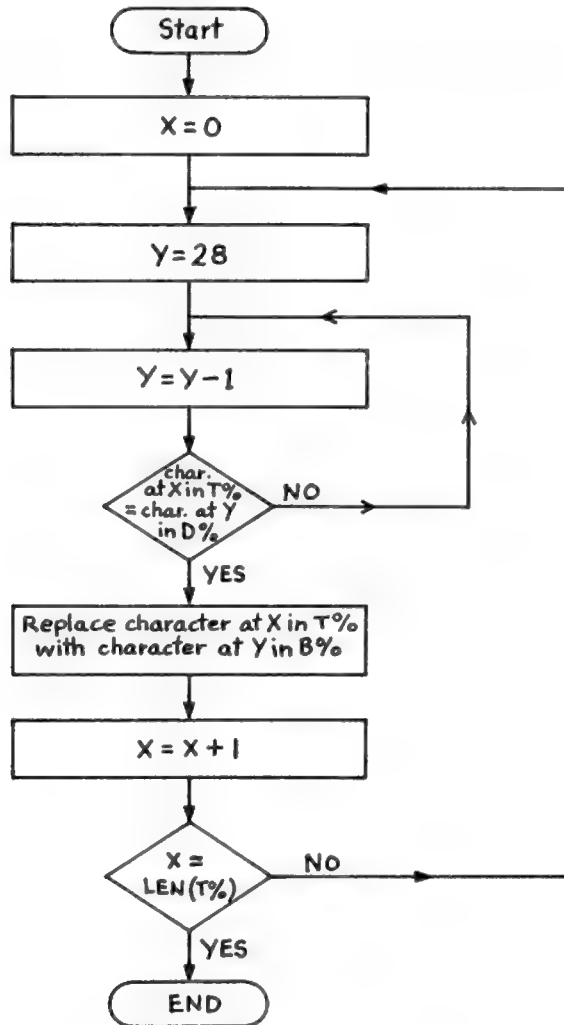 Start
X=0
Y=28
Y=Y-1
char.
at X in T%
= char. at Y
in D%
NO
YES
Replace character at X in T%
with character at Y in B%
X = X + 1
X =
LEN(T%)
NO
YES
END